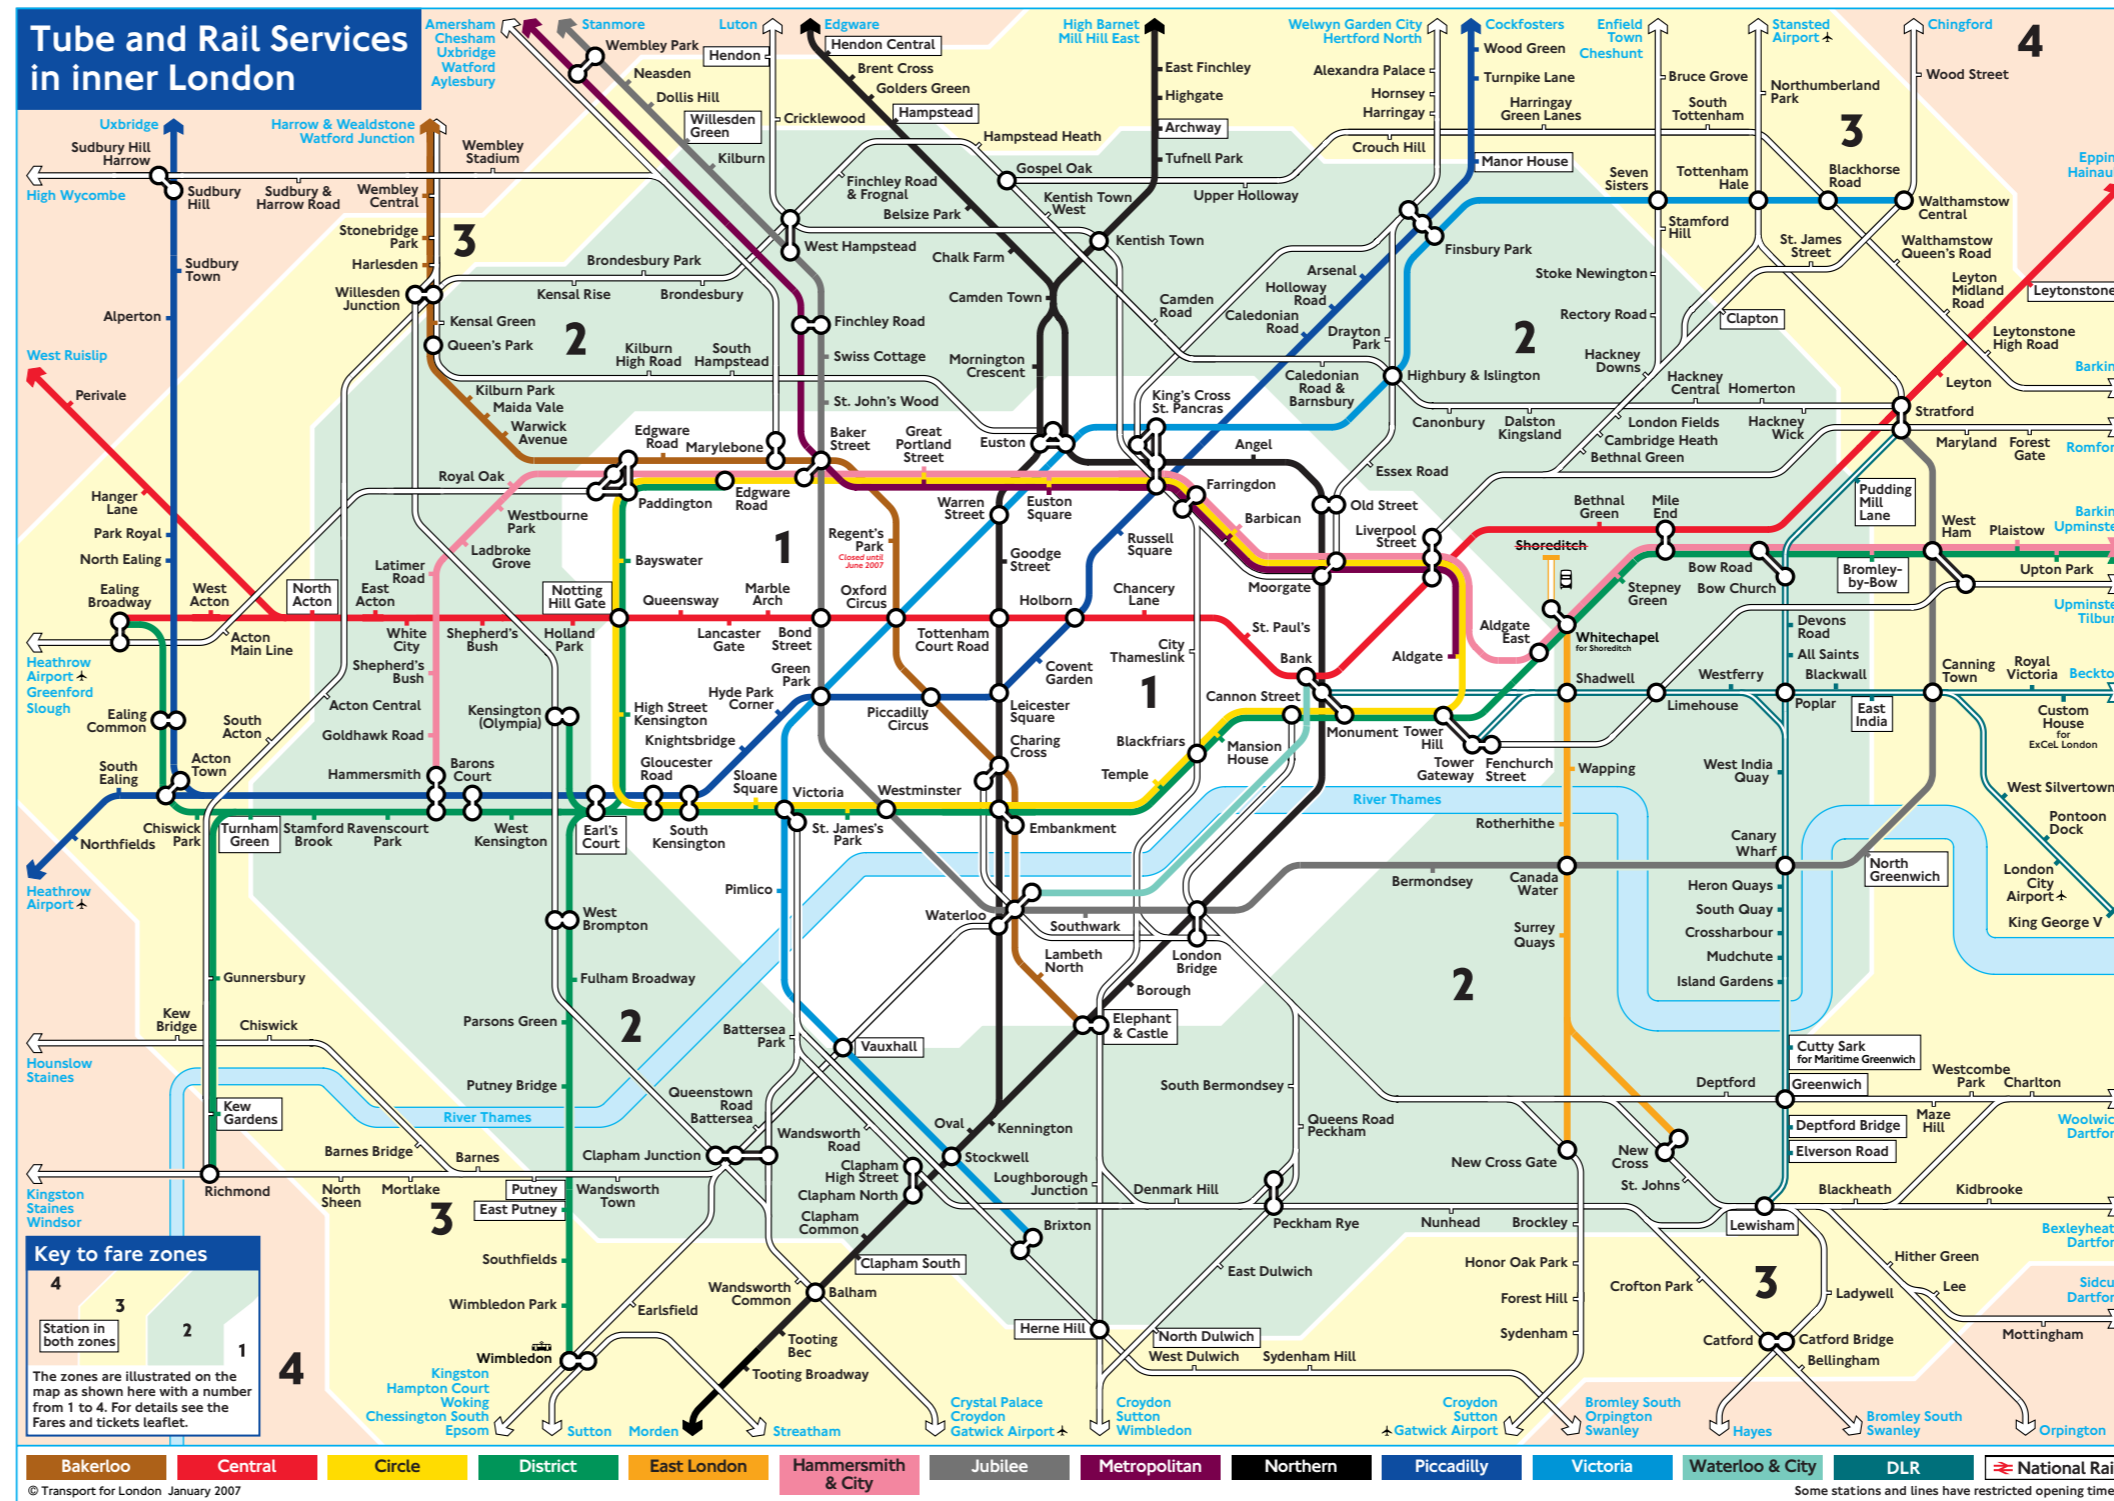 Tube and Rail Services
in inner London
Amersham
Chesham
Uxbridge
Watford
Aylesbury
Stanmore
Luton
Edgware
High Barnet
Mill Hill East
Welwyn Garden City
Hertford North
Cockfosters
Enfield
Town
Cheshunt
Stansted
Airport
Chingford
4
Wembley Park
Hendon
Hendon Central
Wood Green
Neasden
Brent Cross
East Finchley
Alexandra Palace
Turnpike Lane
Bruce Grove
Northumberland
Park
Wood Street
Dollis Hill
Golders Green
Highgate
Hornsey
Harringay
Harringay
Green Lanes
South
Tottenham
3
Uxbridge
Harrow & Wealdstone
Watford Junction
Willesden
Green
Cricklewood
Hampstead
Archway
Hampstead Heath
Crouch Hill
Sudbury Hill
Harrow
Wembley
Stadium
Kilburn
Tufnell Park
Manor House
Gospel Oak
Seven
Sisters
Tottenham
Hale
Blackhorse
Road
Eppin
Hainau
High Wycombe
Sudbury
Hill
Sudbury &
Harrow Road
Wembley
Central
Finchley Road
& Frognal
Belsize Park
Kentish Town
West
Upper Holloway
Walthamstow
Central
Stonebridge
Park
3
West Hampstead
Kentish Town
Finsbury Park
Stamford
Hill
St. James
Street
Walthamstow
Queen's Road
Harlesden
Sudbury
Town
Brondesbury Park
Chalk Farm
Arsenal
Stoke Newington
Leyton
Midland
Road
Leytonstone
Willesden
Junction
Kensal Rise
Brondesbury
Camden Town
Camden
Road
Holloway
Road
Caledonian
Road
Alperton
Kensal Green
2
Finchley Road
Drayton
Park
2
Rectory Road
Clapton
Leytonstone
High Road
Queen's Park
West Ruislip
Kilburn
High Road
South
Hampstead
Swiss Cottage
Mornington
Crescent
Caledonian
Road &
Barnsbury
Highbury & Islington
Hackney
Downs
Hackney
Central
Homerton
Leyton
Barkin
Perivale
Kilburn Park
Maida Vale
Warwick
Avenue
St. John's Wood
King's Cross
St. Pancras
Canonbury
Dalston
Kingsland
London Fields
Cambridge Heath
Bethnal Green
Hackney
Wick
Stratford
Maryland
Forest
Gate
Romfor
Edgware
Road
Marylebone
Baker
Street
Great
Portland
Street
Euston
Angel
Essex Road
Royal Oak
Hanger
Lane
Paddington
Edgware
Road
Warren
Street
Euston
Square
Farringdon
Old Street
Bethnal
Green
Mile
End
Pudding
Mill
Lane
West
Ham
Plaistow
Barkin
Upminste
Park Royal
Westbourne
Park
1
Regent's
Park
Closed until
June 2007
Barbican
Liverpool
Street
Shoreditch
North Ealing
Ladbroke
Grove
Bayswater
Goodge
Street
Russell
Square
Bow Road
Bow Church
Bromley-
by-Bow
Upton Park
Latimer
Road
Moorgate
Stepney
Green
Ealing
Broadway
West
Acton
North
Acton
East
Acton
Notting
Hill Gate
Queensway
Marble
Arch
Oxford
Circus
Holborn
Chancery
Lane
Upminste
Tilbur
Acton
Main Line
White
City
Shepherd's
Bush
Holland
Park
Lancaster
Gate
Bond
Street
Tottenham
Court Road
St. Paul's
Aldgate
East
Whitechapel
for Shoreditch
Devons
Road
City
Thameslink
Aldgate
All Saints
Heathrow
Airport
Greenford
Slough
Shepherd's
Bush
Green
Park
Covent
Garden
1
Bank
Shadwell
Westferry
Blackwall
Canning
Town
Royal
Victoria
Beckto
Hyde Park
Corner
Acton Central
Kensington
(Olympia)
High Street
Kensington
Piccadilly
Circus
Leicester
Square
Cannon Street
Limehouse
Poplar
East
India
Custom
House
for
ExCeL London
Ealing
Common
South
Acton
Goldhawk Road
Knightsbridge
Charing
Cross
Blackfriars
Mansion
House
Monument
Tower
Hill
South
Ealing
Acton
Town
Hammersmith
Barons
Court
Gloucester
Road
Sloane
Square
Victoria
Westminster
Temple
Tower
Gateway
Fenchurch
Street
Wapping
West India
Quay
West Silvertown
River Thames
Northfields
Chiswick
Park
Turnham
Green
Stamford
Brook
Ravenscourt
Park
West
Kensington
Earl's
Court
South
Kensington
St. James's
Park
Embankment
Rotherhithe
Pontoon
Dock
Canary
Wharf
Heathrow
Airport
Pimlico
Bermondsey
Canada
Water
North
Greenwich
London
City
Airport
Heron Quays
West
Brompton
Waterloo
Southwark
Surrey
Quays
South Quay
King George V
Crossharbour
London
Bridge
Mudchute
Lambeth
North
Gunnersbury
Fulham Broadway
Borough
2
Island Gardens
Kew
Bridge
Chiswick
Parsons Green
2
Battersea
Park
Vauxhall
Elephant
& Castle
Cutty Sark
for Maritime Greenwich
Hounslow
Staines
Putney Bridge
Queenstown
Road
Battersea
South Bermondsey
Deptford
Greenwich
Westcombe
Park
Charlton
Kew
Gardens
River Thames
Oval
Kennington
Queens Road
Peckham
Maze
Hill
Woolwic
Dartfor
Deptford Bridge
Barnes Bridge
Barnes
Clapham Junction
Wandsworth
Road
Stockwell
New Cross Gate
New
Cross
Elverson Road
Clapham
High Street
Loughborough
Junction
St. Johns
Richmond
North
Sheen
Mortlake
Putney
Wandsworth
Town
Clapham North
Denmark Hill
Blackheath
Kidbrooke
Kingston
Staines
Windsor
3
East Putney
Clapham
Common
Brixton
Peckham Rye
Nunhead
Brockley
Lewisham
Bexleyheat
Dartfor
Key to fare zones
4
3
2
1
Station in
both zones
The zones are illustrated on the
map as shown here with a number
from 1 to 4. For details see the
Fares and tickets leaflet.
Southfields
Clapham South
East Dulwich
Honor Oak Park
Crofton Park
3
Hither Green
Sidcu
Dartfor
Wimbledon Park
Earlsfield
Wandsworth
Common
Balham
Forest Hill
Ladywell
Lee
4
Wimbledon
Tooting
Bec
Herne Hill
North Dulwich
Sydenham
Catford
Catford Bridge
Mottingham
West Dulwich
Sydenham Hill
Bellingham
Tooting Broadway
Kingston
Hampton Court
Woking
Chessington South
Epsom
Sutton
Morden
Streatham
Crystal Palace
Croydon
Gatwick Airport
Croydon
Sutton
Wimbledon
Croydon
Sutton
Gatwick Airport
Bromley South
Orpington
Swanley
Hayes
Bromley South
Swanley
Orpington
Bakerloo
Central
Circle
District
East London
Hammersmith
& City
Jubilee
Metropolitan
Northern
Piccadilly
Victoria
Waterloo & City
DLR
National Rai
© Transport for London January 2007
Some stations and lines have restricted opening time